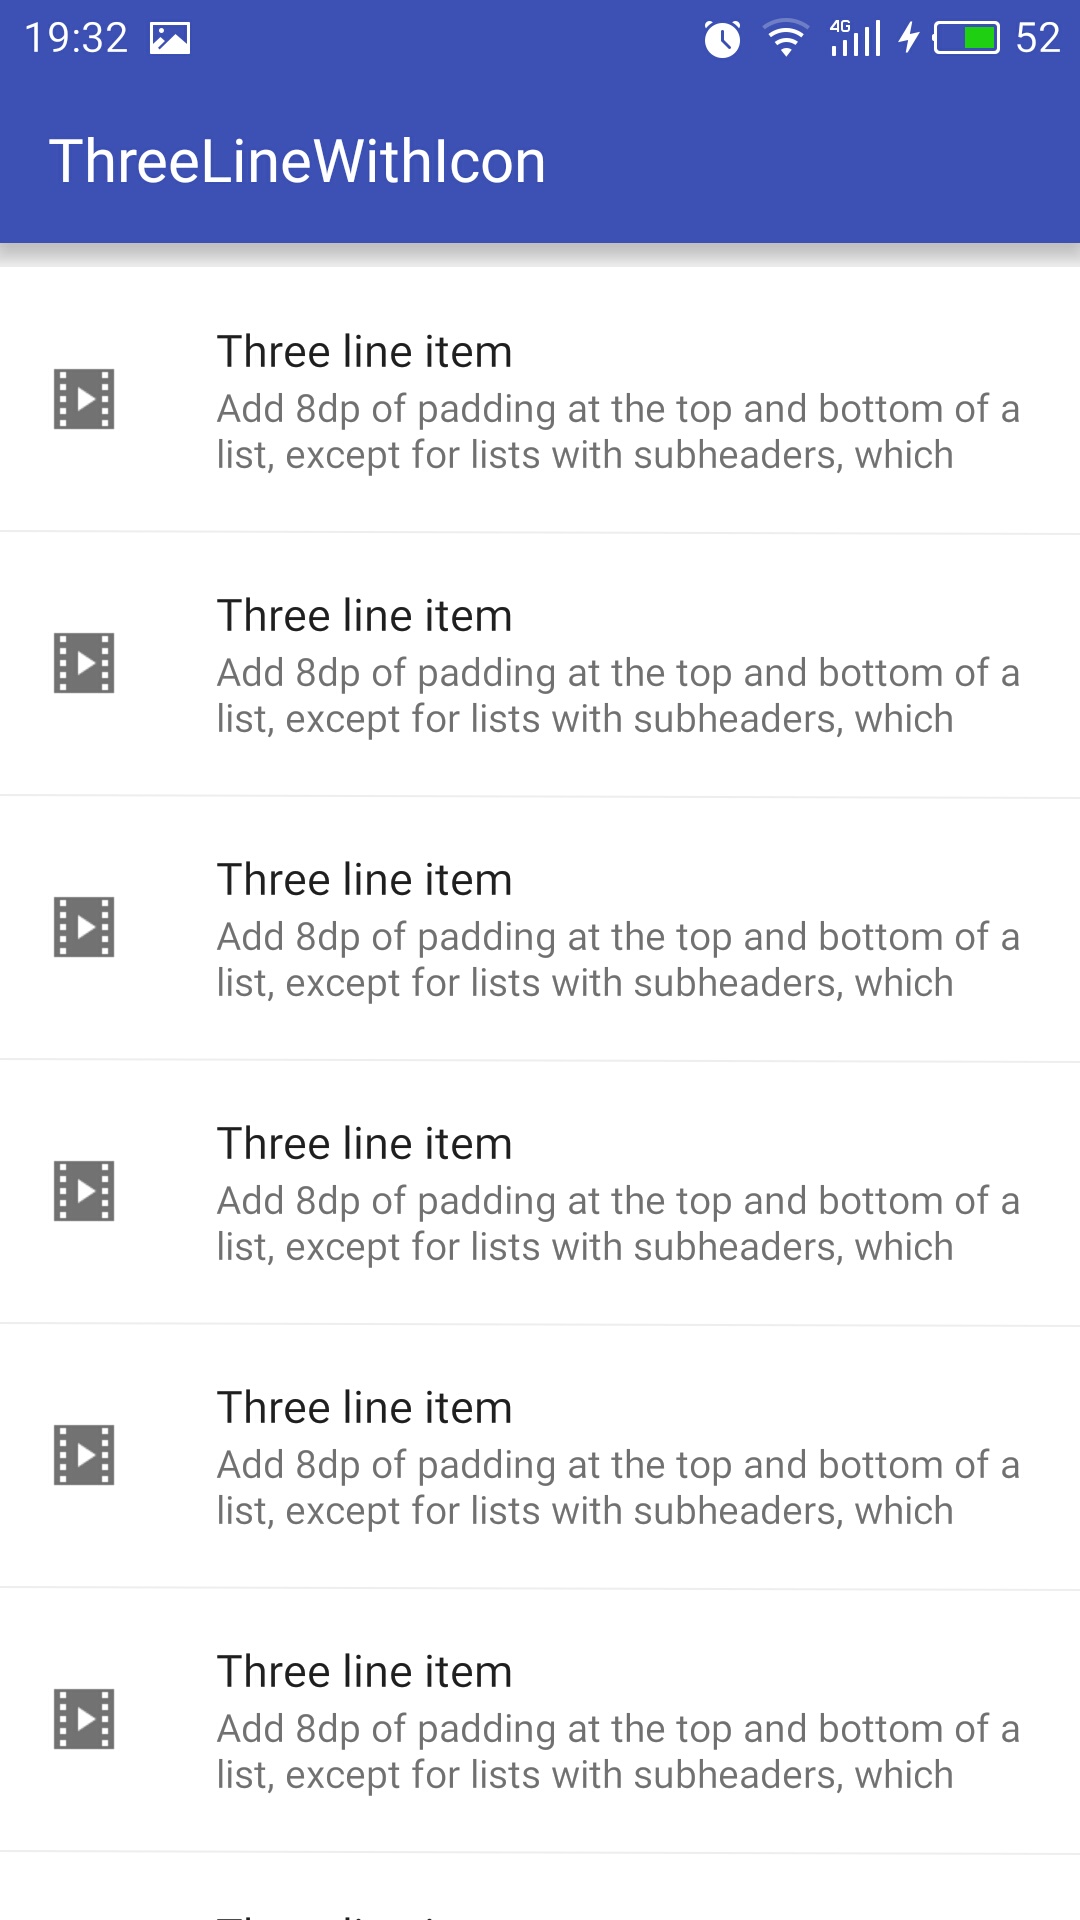 19:32 4G 52
ThreeLineWithIcon
Three line item
Add 8dp of padding at the top and bottom of a
list, except for lists with subheaders, which
Three line item
Add 8dp of padding at the top and bottom of a
list, except for lists with subheaders, which
Three line item
Add 8dp of padding at the top and bottom of a
list, except for lists with subheaders, which
Three line item
Add 8dp of padding at the top and bottom of a
list, except for lists with subheaders, which
Three line item
Add 8dp of padding at the top and bottom of a
list, except for lists with subheaders, which
Three line item
Add 8dp of padding at the top and bottom of a
list, except for lists with subheaders, which